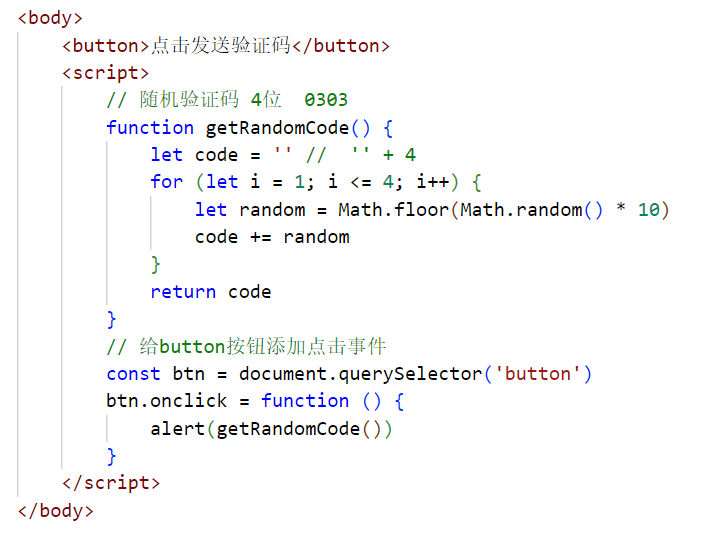 <body>
    <button>点击发送验证码</button>
    <script>
        // 随机验证码 4位  0303
        function getRandomCode() {
            let code = '' //  '' + 4
            for (let i = 1; i <= 4; i++) {
                let random = Math.floor(Math.random() * 10)
                code += random
            }
            return code
        }
        // 给button按钮添加点击事件
        const btn = document.querySelector('button')
        btn.onclick = function () {
            alert(getRandomCode())
        }
    </script>
</body>